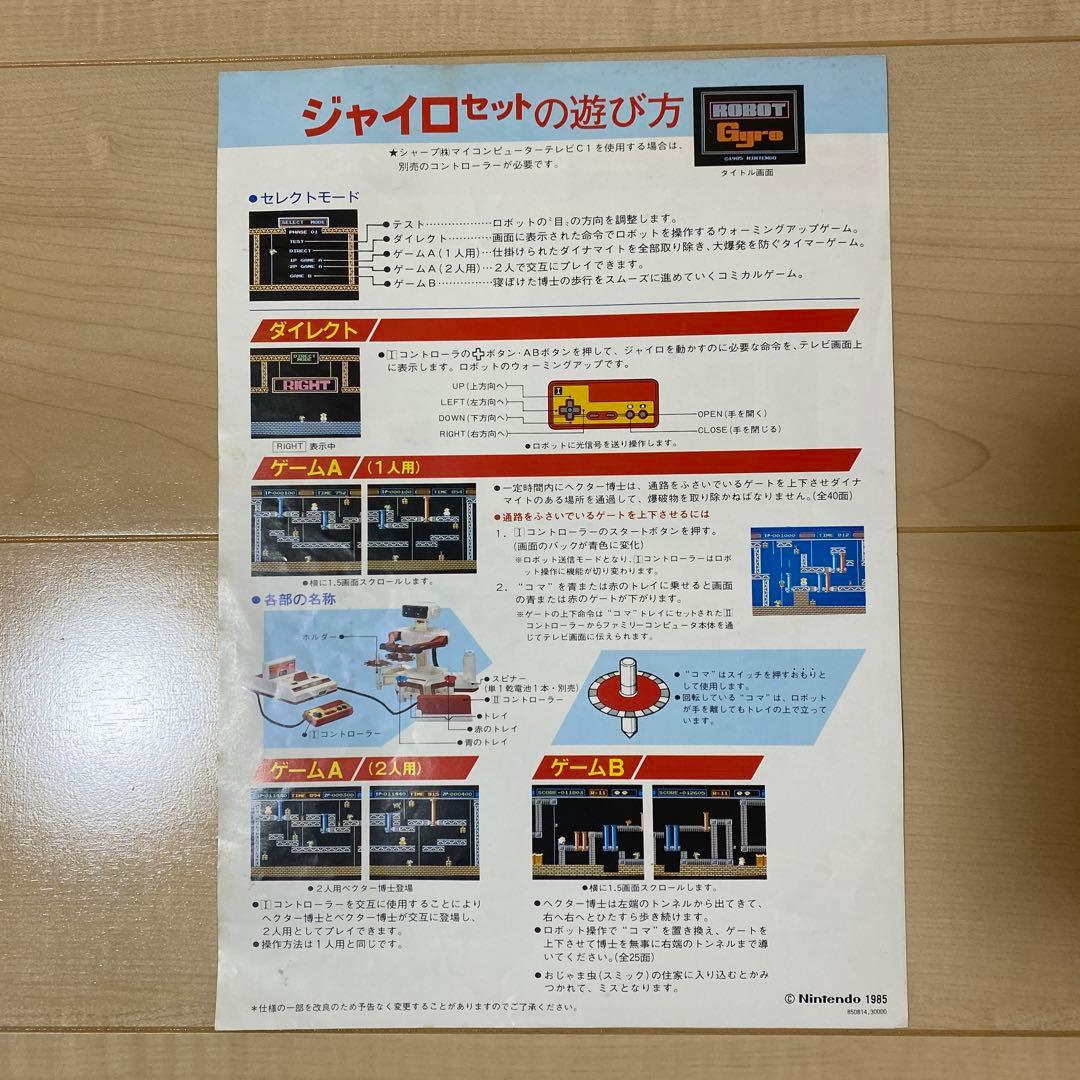 ジャイロセットの遊び方
ROBOT
Gyro
©1985 NINTENDO
タイトル画面
★シャープ㈱マイコンピューターテレビC1を使用する場合は、
別売のコントローラーが必要です。
●セレクトモード
SELECT MODE
PHASE 01
TEST
DIRECT
1P GAME A
2P GAME A
GAME B
●テスト……………ロボットの〝目〟の方向を調整します。
●ダイレクト…………画面に表示された命令でロボットを操作するウォーミングアップゲーム。
●ゲームA(1人用)…仕掛けられたダイナマイトを全部取り除き、大爆発を防ぐタイマーゲーム。
●ゲームA(2人用)…2人で交互にプレイできます。
●ゲームB……………寝ぼけた博士の歩行をスムーズに進めていくコミカルゲーム。
ダイレクト
DIRECT
MODE
RIGHT
RIGHT 表示中
●Ⅰコントローラの✚ボタン・ABボタンを押して、ジャイロを動かすのに必要な命令を、テレビ画面上
に表示します。ロボットのウォーミングアップです。
UP(上方向へ)
LEFT(左方向へ)
DOWN(下方向へ)
RIGHT(右方向へ)
Ⅰ
OPEN(手を開く)
CLOSE(手を閉じる)
●ロボットに光信号を送り操作します。
ゲームA(1人用)
1P-000100 TIME 752
1P-000100 TIME 854
●横に1.5画面スクロールします。
●一定時間内にヘクター博士は、通路をふさいでいるゲートを上下させダイナ
マイトのある場所を通過して、爆破物を取り除かねばなりません。(全40面)
●通路をふさいでいるゲートを上下させるには
1. Ⅰコントローラーのスタートボタンを押す。
(画面のバックが青色に変化)
※ロボット送信モードとなり、Ⅰコントローラーはロボ
ット操作に機能が切り変わります。
2. “コマ”を青または赤のトレイに乗せると画面
の青または赤のゲートが下がります。
※ゲートの上下命令は“コマ”トレイにセットされたⅡ
コントローラーからファミリーコンピュータ本体を通
じてテレビ画面に伝えられます。
1P-001000 TIME 812
●各部の名称
ホルダー
スピナー
(単1乾電池1本・別売)
Ⅱコントローラー
トレイ
赤のトレイ
青のトレイ
Ⅰコントローラー
●“コマ”はスイッチを押すおもりと
して使用します。
●回転している“コマ”は、ロボット
が手を離してもトレイの上で立って
います。
ゲームA(2人用)
1P-011440 TIME 894 2P-000300
1P-011440 TIME 915 2P-000400
●2人用ベクター博士登場
●Ⅰコントローラーを交互に使用することにより
ヘクター博士とベクター博士が交互に登場し、
2人用としてプレイできます。
●操作方法は1人用と同じです。
ゲームB
SCORE-011803 R-11
SCORE-012605 R-11
●横に1.5画面スクロールします。
●ヘクター博士は左端のトンネルから出てきて、
右へ右へとひたすら歩き続けます。
●ロボット操作で“コマ”を置き換え、ゲートを
上下させて博士を無事に右端のトンネルまで導
いてください。(全25面)
●おじゃま虫(スミック)の住家に入り込むとかみ
つかれて、ミスとなります。
*仕様の一部を改良のため予告なく変更することがありますのでご了承ください。
© Nintendo 1985
850814.30000